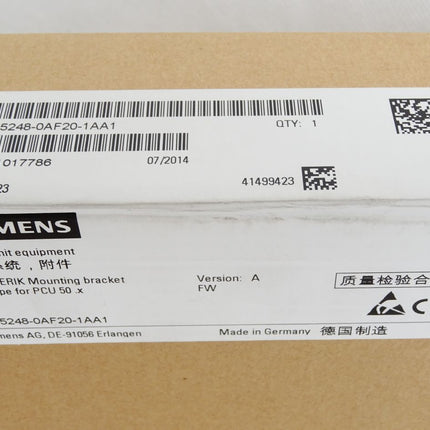 5248-0AF20-1AA1 QTY: 1
1017786 07/2014
23 41499423
MENS
nit equipment
系统,附件
ERIK Mounting bracket Version: A
pe for PCU 50 .x FW
质量检验合
5248-0AF20-1AA1
mens AG, DE-91056 Erlangen Made in Germany 德国制造